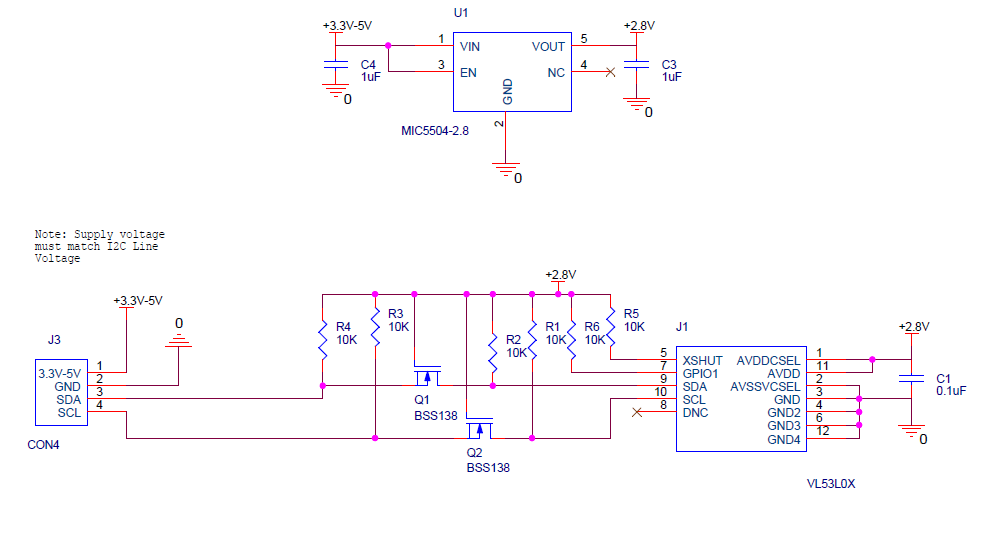 U1
+3.3V-5V
+2.8V
1
VIN
VOUT
5
C4
1uF
3
EN
NC
4
C3
1uF
GND
0
0
2
MIC5504-2.8
0
Note: Supply voltage
must match I2C Line
Voltage
+2.8V
+3.3V-5V
0
R4
10K
R3
10K
R2
10K
R1
10K
R6
10K
R5
10K
J1
+2.8V
J3
3.3V-5V
1
GND
2
SDA
3
SCL
4
CON4
Q1
BSS138
Q2
BSS138
5
XSHUT
AVDDCSEL
1
7
GPIO1
AVDD
11
9
SDA
AVSSVCSEL
2
10
SCL
GND
3
8
DNC
GND2
4
GND3
6
GND4
12
C1
0.1uF
0
VL53L0X